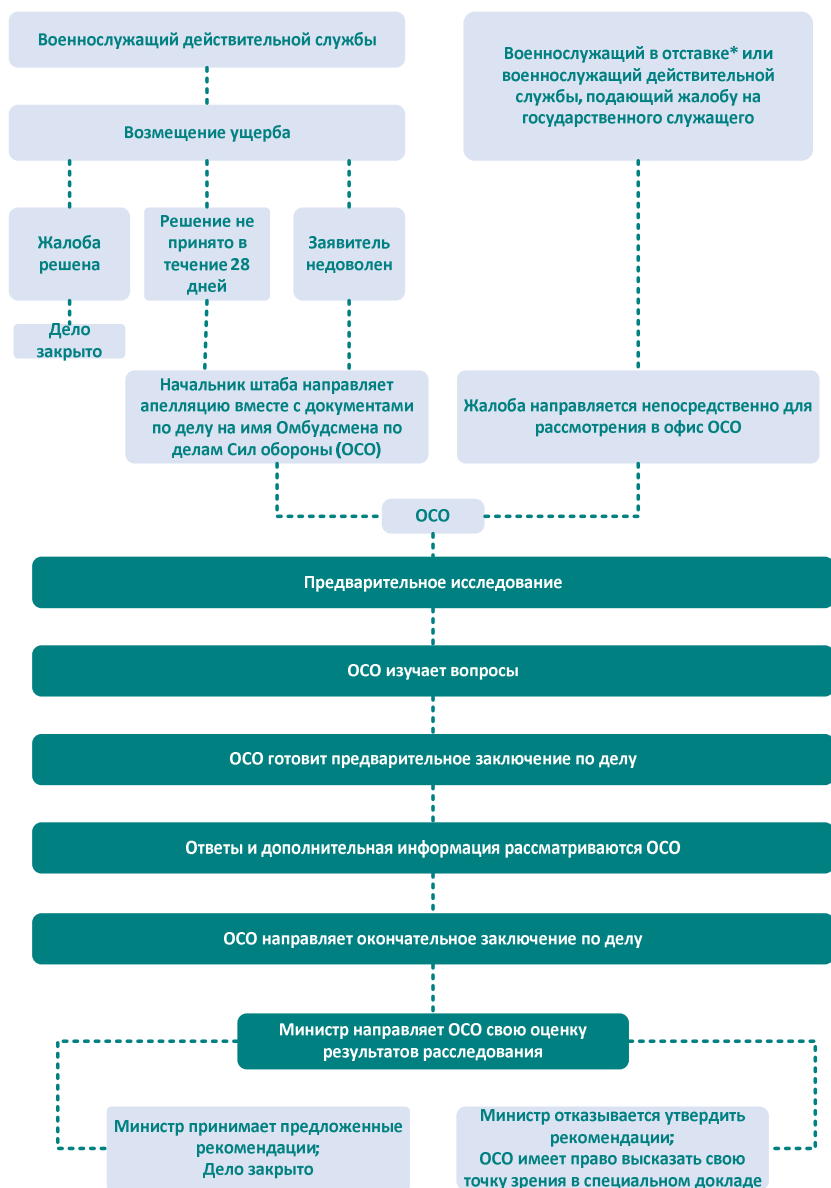 Военнослужащий действительной службы
Военнослужащий в отставке* или
военнослужащий действительной
службы, подающий жалобу на
государственного служащего
Возмещение ущерба
Жалоба
решена
Решение не
принято в
течение 28
дней
Заявитель
недоволен
Дело
закрыто
Начальник штаба направляет
апелляцию вместе с документами
по делу на имя Омбудсмена по
делам Сил обороны (ОСО)
Жалоба направляется непосредственно для
рассмотрения в офис ОСО
ОСО
Предварительное исследование
ОСО изучает вопросы
ОСО готовит предварительное заключение по делу
Ответы и дополнительная информация рассматриваются ОСО
ОСО направляет окончательное заключение по делу
Министр направляет ОСО свою оценку
результатов расследования
Министр принимает предложенные
рекомендации;
Дело закрыто
Министр отказывается утвердить
рекомендации;
ОСО имеет право высказать свою
точку зрения в специальном докладе